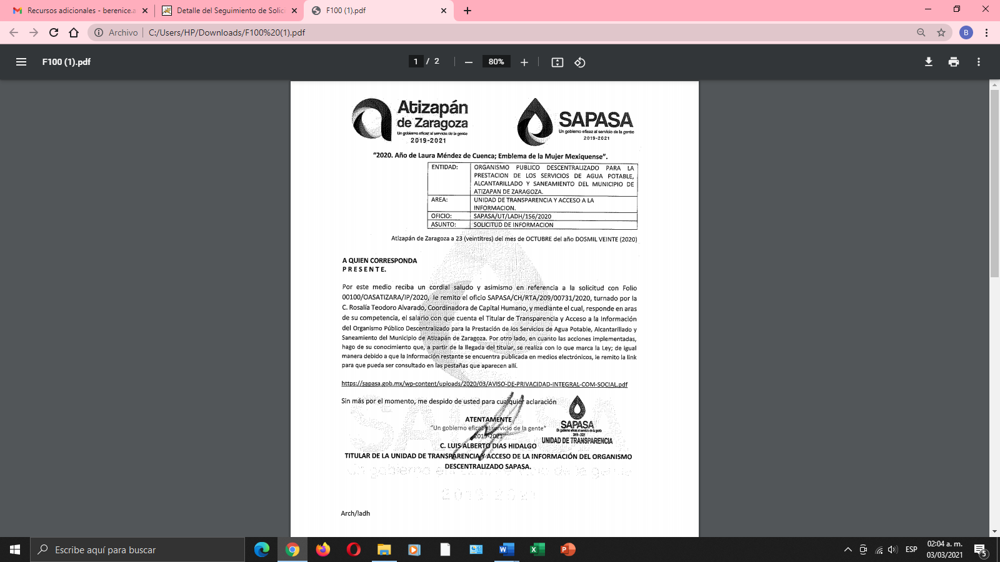 Recursos adicionales - berenice.a
Detalle del Seguimiento de Solici
F100 (1).pdf
Archivo
C:/Users/HP/Downloads/F100%20(1).pdf
B
F100 (1).pdf
1 / 2
80%
Atizapán
de Zaragoza
Un gobierno eficaz al servicio de la gente
2019-2021
SAPASA
Un gobierno eficaz al servicio de la gente
2019-2021
“2020. Año de Laura Méndez de Cuenca; Emblema de la Mujer Mexiquense”.
ENTIDAD: ORGANISMO PUBLICO DESCENTRALIZADO PARA LA
PRESTACION DE LOS SERVICIOS DE AGUA POTABLE,
ALCANTARILLADO Y SANEAMIENTO DEL MUNICIPIO DE
ATIZAPAN DE ZARAGOZA.
AREA: UNIDAD DE TRANSPARENCIA Y ACCESO A LA
INFORMACION.
OFICIO: SAPASA/UT/LADH/156/2020
ASUNTO: SOLICITUD DE INFORMACION
Atizapán de Zaragoza a 23 (veintitres) del mes de OCTUBRE del año DOSMIL VEINTE (2020)
A QUIEN CORRESPONDA
P R E S E N T E.
Por este medio reciba un cordial saludo y asimismo en referencia a la solicitud con Folio
00100/OASATIZARA/IP/2020, le remito el oficio SAPASA/CH/RTA/209/00731/2020, turnado por la
C. Rosalía Teodoro Alvarado, Coordinadora de Capital Humano, y mediante el cual, responde en aras
de su competencia, el salario con que cuenta el Titular de Transparencia y Acceso a la Información
del Organismo Público Descentralizado para la Prestación de los Servicios de Agua Potable, Alcantarillado y
Saneamiento del Municipio de Atizapán de Zaragoza. Por otro lado, en cuanto las acciones implementadas,
hago de su conocimiento que, a partir de la llegada del titular, se realiza con lo que marca la Ley; de igual
manera debido a que la información restante se encuentra publicada en medios electrónicos, le remito la link
para que pueda ser consultado en las pestañas que aparecen allí.
https://sapasa.gob.mx/wp-content/uploads/2020/03/AVISO-DE-PRIVACIDAD-INTEGRAL-COM-SOCIAL.pdf
Sin más por el momento, me despido de usted para cualquier aclaración
ATENTAMENTE
“Un gobierno eficaz al servicio de la gente”
2019-2021
SAPASA
Un gobierno eficaz al servicio de la gente
2019 - 2021
UNIDAD DE TRANSPARENCIA
C. LUIS ALBERTO DIAS HIDALGO
TITULAR DE LA UNIDAD DE TRANSPARENCIA Y ACCESO DE LA INFORMACIÓN DEL ORGANISMO
DESCENTRALIZADO SAPASA.
SAPASA
Un gobierno eficaz al servicio de la gente
2019-2021
Arch/ladh
Escribe aquí para buscar
ESP
02:04 a. m.
03/03/2021
5